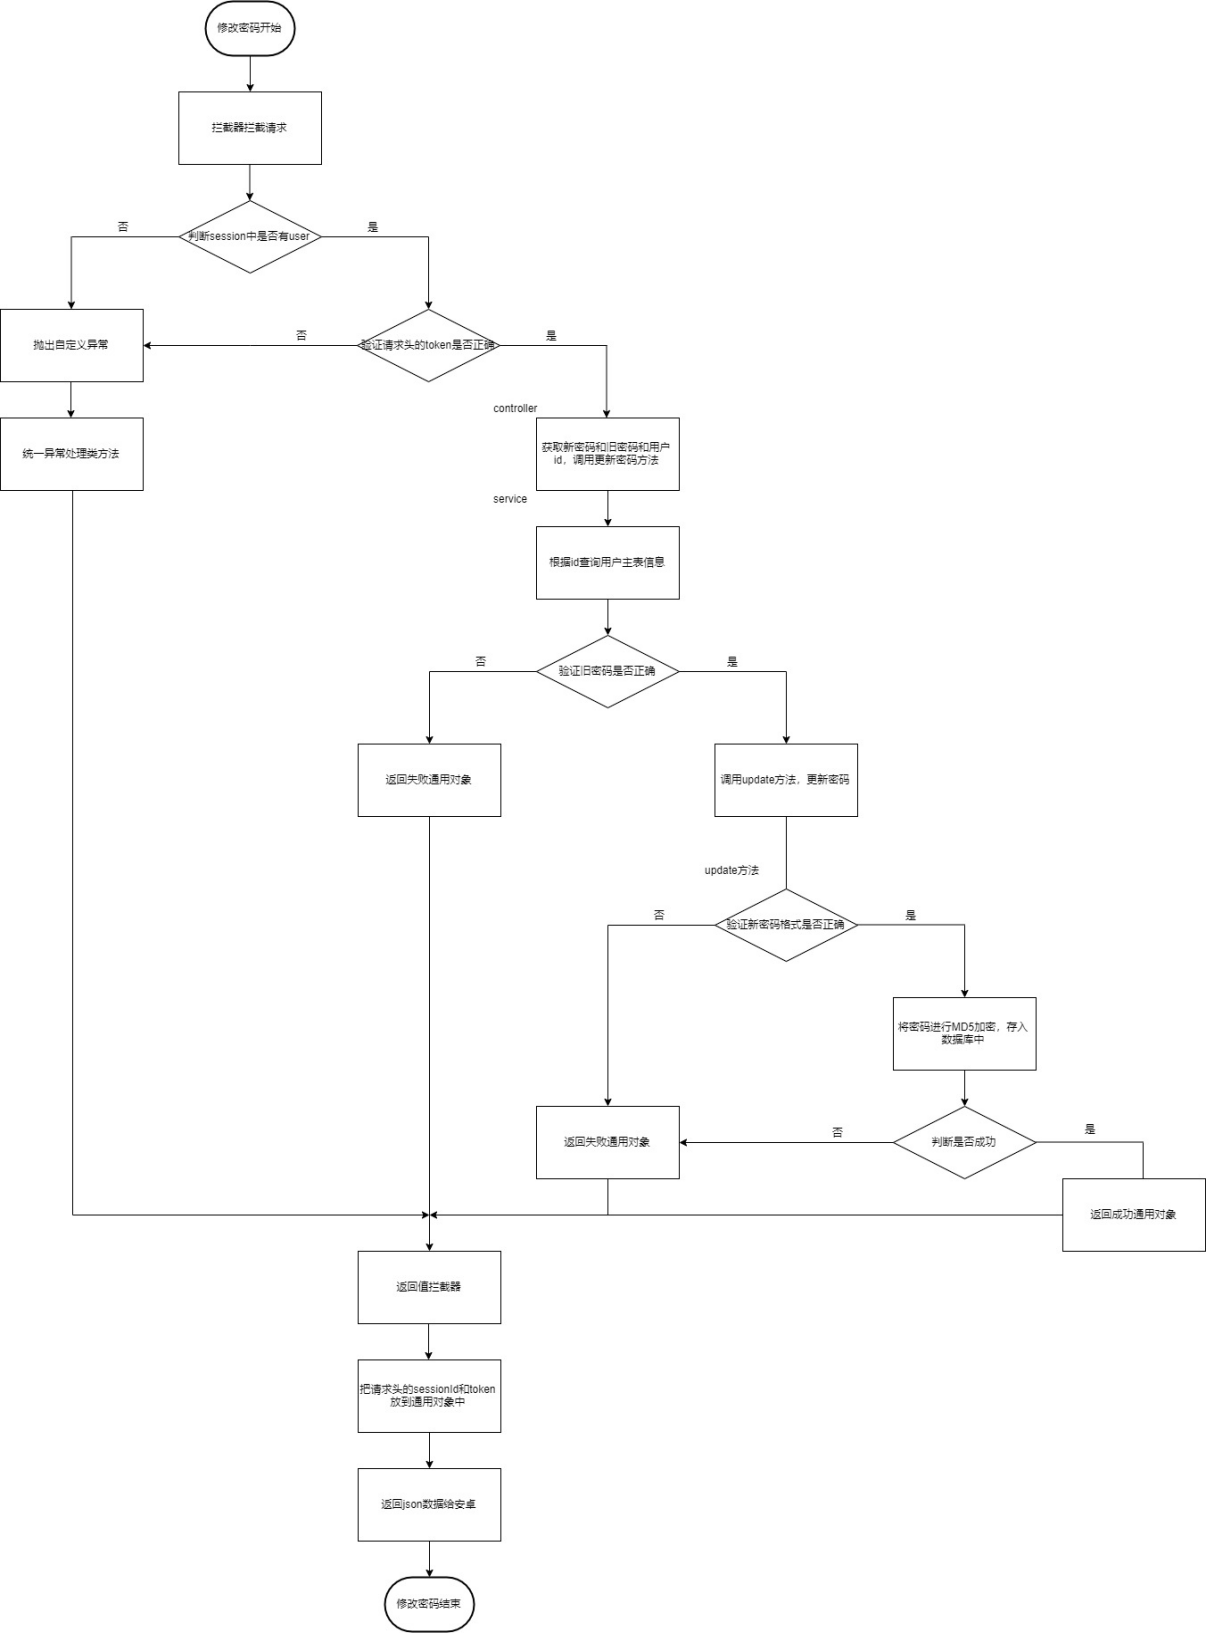 修改密码开始
拦截器拦截请求
否
是
判断session中是否有user
抛出自定义异常
否
验证请求头的token是否正确
是
controller
统一异常处理类方法
获取新密码和旧密码和用户
id，调用更新密码方法
service
根据id查询用户主表信息
否
验证旧密码是否正确
是
返回失败通用对象
调用update方法，更新密码
update方法
否
验证新密码格式是否正确
是
将密码进行MD5加密，存入
数据库中
返回失败通用对象
否
判断是否成功
是
返回成功通用对象
返回值拦截器
把请求头的sessionId和token
放到通用对象中
返回json数据给安卓
修改密码结束